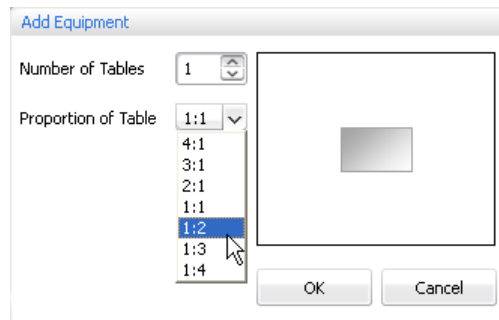 Add Equipment
Number of Tables 1
Proportion of Table 1:1
4:1
3:1
2:1
1:1
1:2
1:3
1:4
OK Cancel